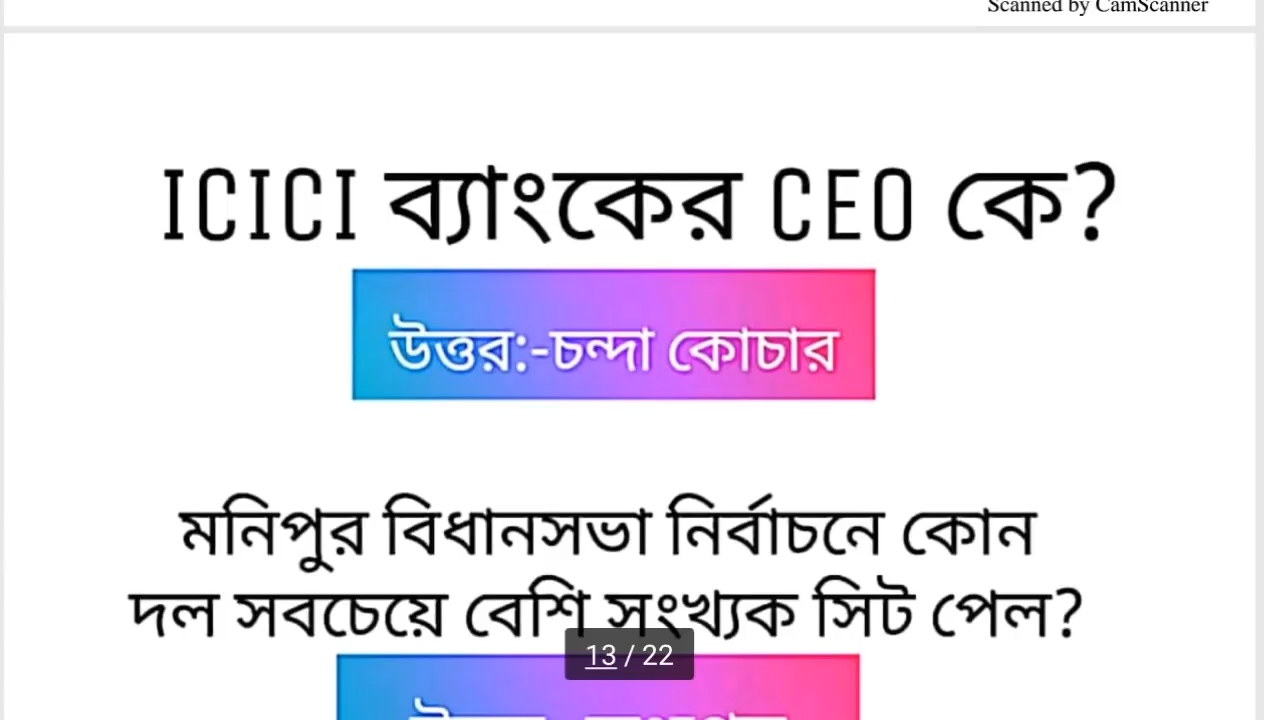 Scanned by CamScanner
ICICI ব্যাংকের CEO কে?
উত্তর:-চন্দা কোচার
মনিপুর বিধানসভা নির্বাচনে কোন
দল সবচেয়ে বেশি সংখ্যক সিট পেল?
13 / 22